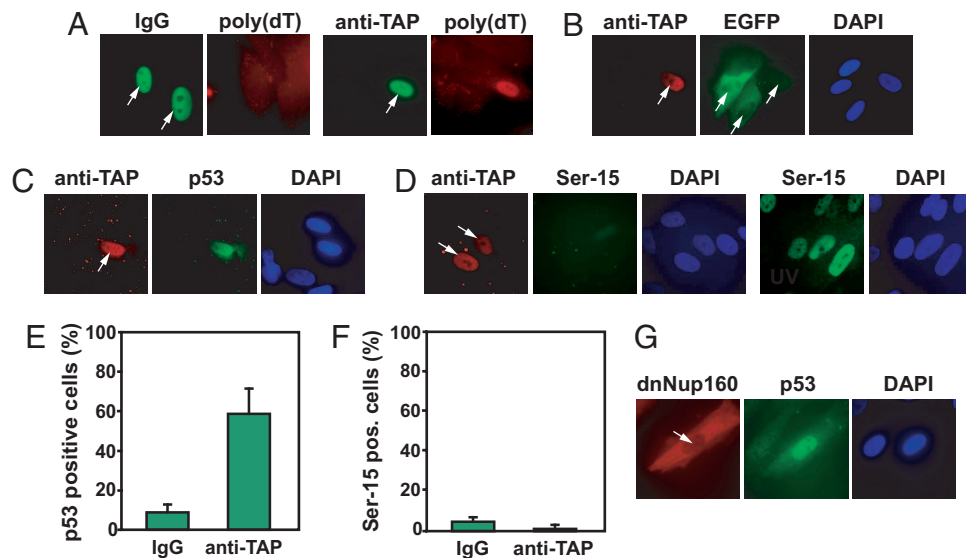 A IgG poly(dT) anti-TAP poly(dT)
B anti-TAP EGFP DAPI
C anti-TAP p53 DAPI
D anti-TAP Ser-15 DAPI Ser-15 DAPI
UV
E
p53 positive cells (%)
100
80
60
40
20
0
IgG anti-TAP
F
Ser-15 pos. cells (%)
100
80
60
40
20
0
IgG anti-TAP
G
dnNup160 p53 DAPI